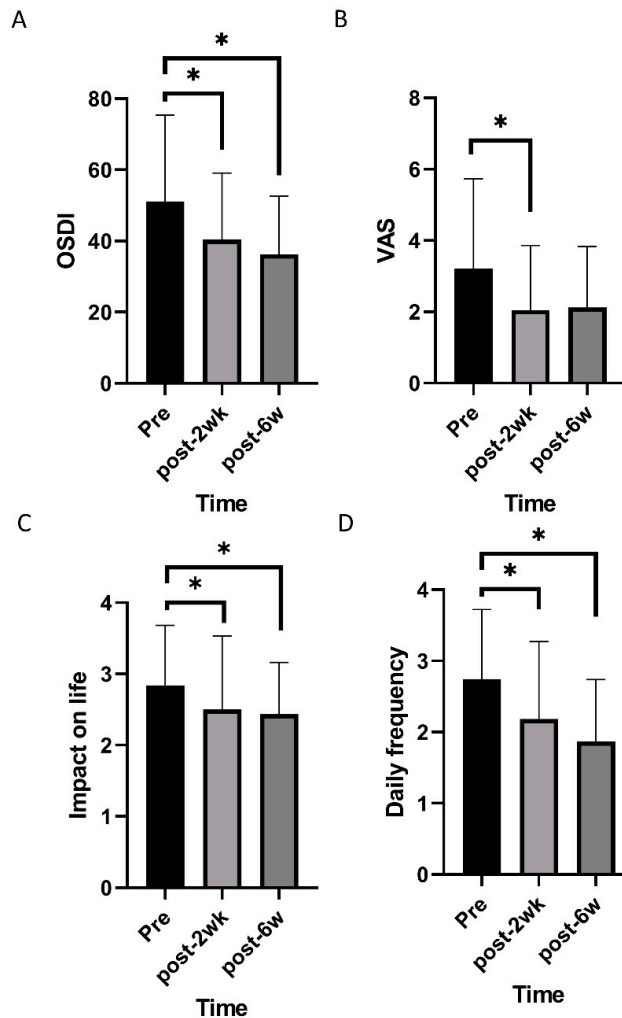 A
*
*
80
60
40
20
0
OSDI
Pre
post-2wk
post-6w
Time
B
*
8
6
4
2
0
VAS
Pre
post-2wk
post-6w
Time
C
*
*
4
3
2
1
0
Impact on life
Pre
post-2wk
post-6w
Time
D
*
*
4
3
2
1
0
Daily frequency
Pre
post-2wk
post-6w
Time